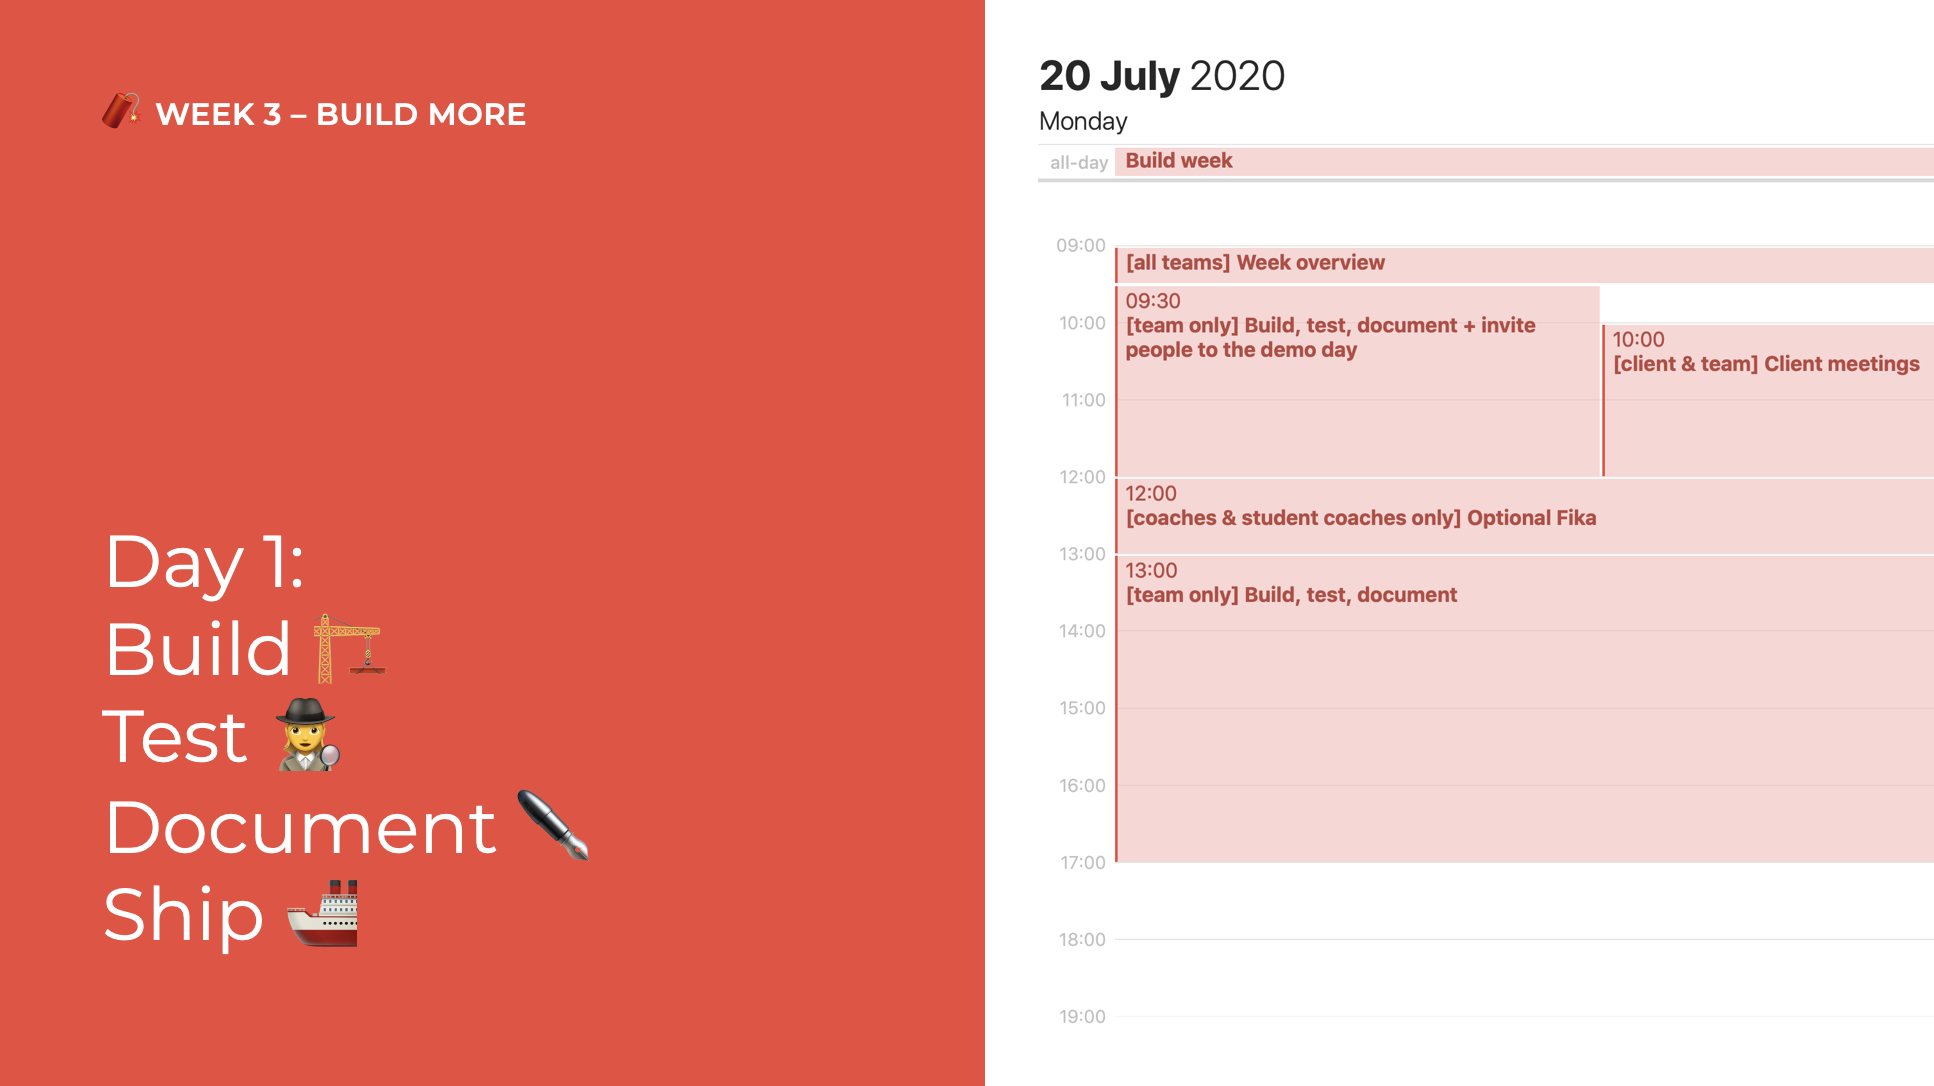 🧨 WEEK 3 – BUILD MORE
Day 1:
Build 🏗
Test 🕵️‍♀️
Document 🖋
Ship 🚢
20 July 2020
Monday
all-day Build week
09:00
[all teams] Week overview
09:30
[team only] Build, test, document + invite
people to the demo day
10:00
10:00
[client & team] Client meetings
11:00
12:00
12:00
[coaches & student coaches only] Optional Fika
13:00
13:00
[team only] Build, test, document
14:00
15:00
16:00
17:00
18:00
19:00